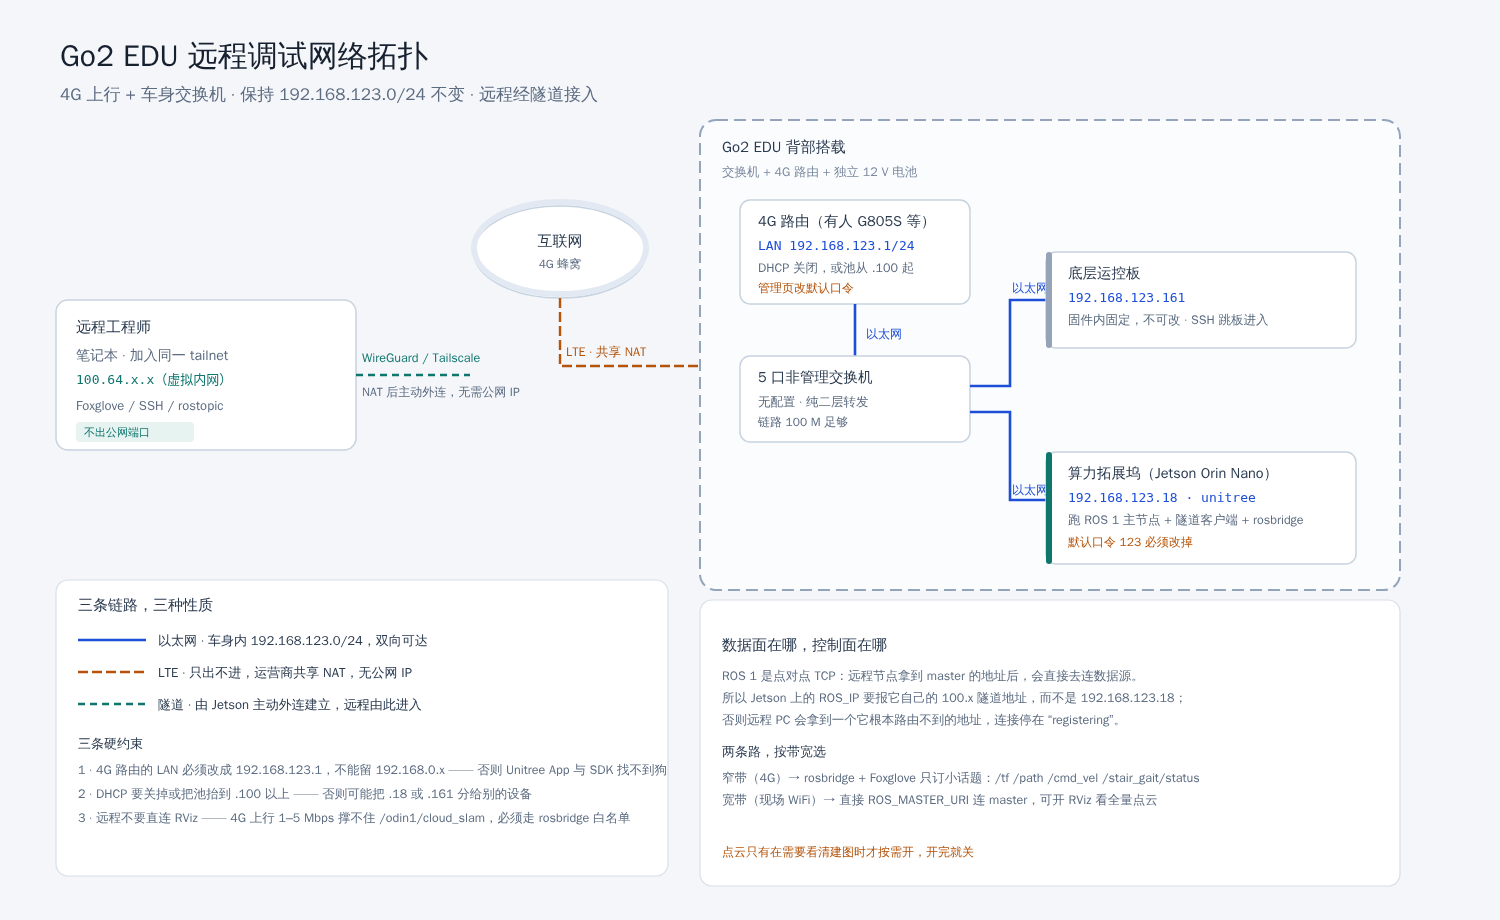 Go2 EDU 远程调试网络拓扑
4G 上行 + 车身交换机 · 保持 192.168.123.0/24 不变 · 远程经隧道接入
互联网
4G 蜂窝
远程工程师
笔记本 · 加入同一 tailnet
100.64.x.x（虚拟内网）
Foxglove / SSH / rostopic
不出公网端口
WireGuard / Tailscale
NAT 后主动外连，无需公网 IP
LTE · 共享 NAT
Go2 EDU 背部搭载
交换机 + 4G 路由 + 独立 12 V 电池
4G 路由（有人 G805S 等）
LAN 192.168.123.1/24
DHCP 关闭，或池从 .100 起
管理页改默认口令
以太网
5 口非管理交换机
无配置 · 纯二层转发
链路 100 M 足够
以太网
底层运控板
192.168.123.161
固件内固定，不可改 · SSH 跳板进入
以太网
算力拓展坞（Jetson Orin Nano）
192.168.123.18 · unitree
跑 ROS 1 主节点 + 隧道客户端 + rosbridge
默认口令 123 必须改掉
三条链路，三种性质
以太网 · 车身内 192.168.123.0/24，双向可达
LTE · 只出不进，运营商共享 NAT，无公网 IP
隧道 · 由 Jetson 主动外连建立，远程由此进入
三条硬约束
1 · 4G 路由的 LAN 必须改成 192.168.123.1，不能留 192.168.0.x —— 否则 Unitree App 与 SDK 找不到狗
2 · DHCP 要关掉或把池抬到 .100 以上 —— 否则可能把 .18 或 .161 分给别的设备
3 · 远程不要直连 RViz —— 4G 上行 1–5 Mbps 撑不住 /odin1/cloud_slam，必须走 rosbridge 白名单
数据面在哪，控制面在哪
ROS 1 是点对点 TCP：远程节点拿到 master 的地址后，会直接去连数据源。
所以 Jetson 上的 ROS_IP 要报它自己的 100.x 隧道地址，而不是 192.168.123.18；
否则远程 PC 会拿到一个它根本路由不到的地址，连接停在 “registering”。
两条路，按带宽选
窄带（4G）→ rosbridge + Foxglove 只订小话题：/tf /path /cmd_vel /stair_gait/status
宽带（现场 WiFi）→ 直接 ROS_MASTER_URI 连 master，可开 RViz 看全量点云
点云只有在需要看清建图时才按需开，开完就关